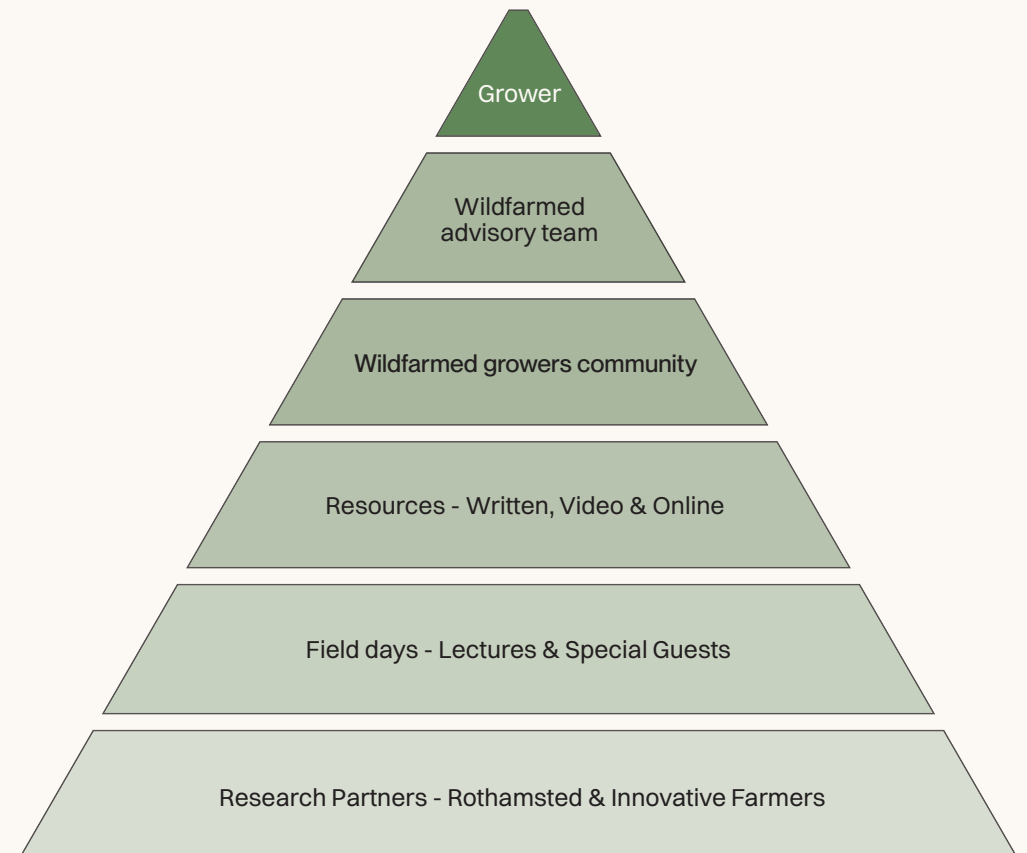 Grower
Wildfarmed
advisory team
Wildfarmed growers community
Resources - Written, Video & Online
Field days - Lectures & Special Guests
Research Partners - Rothamsted & Innovative Farmers